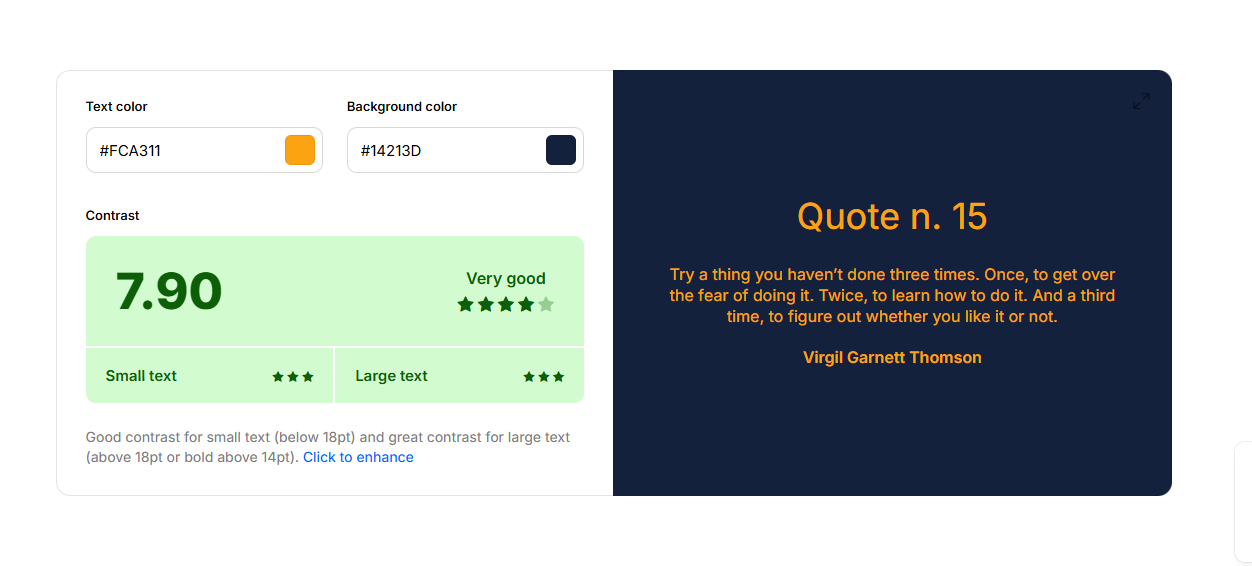 Text color
Background color
#FCA311
#14213D
Contrast
7.90
Very good
Small text
Large text
Good contrast for small text (below 18pt) and great contrast for large text
(above 18pt or bold above 14pt). Click to enhance
Quote n. 15
Try a thing you haven’t done three times. Once, to get over
the fear of doing it. Twice, to learn how to do it. And a third
time, to figure out whether you like it or not.
Virgil Garnett Thomson